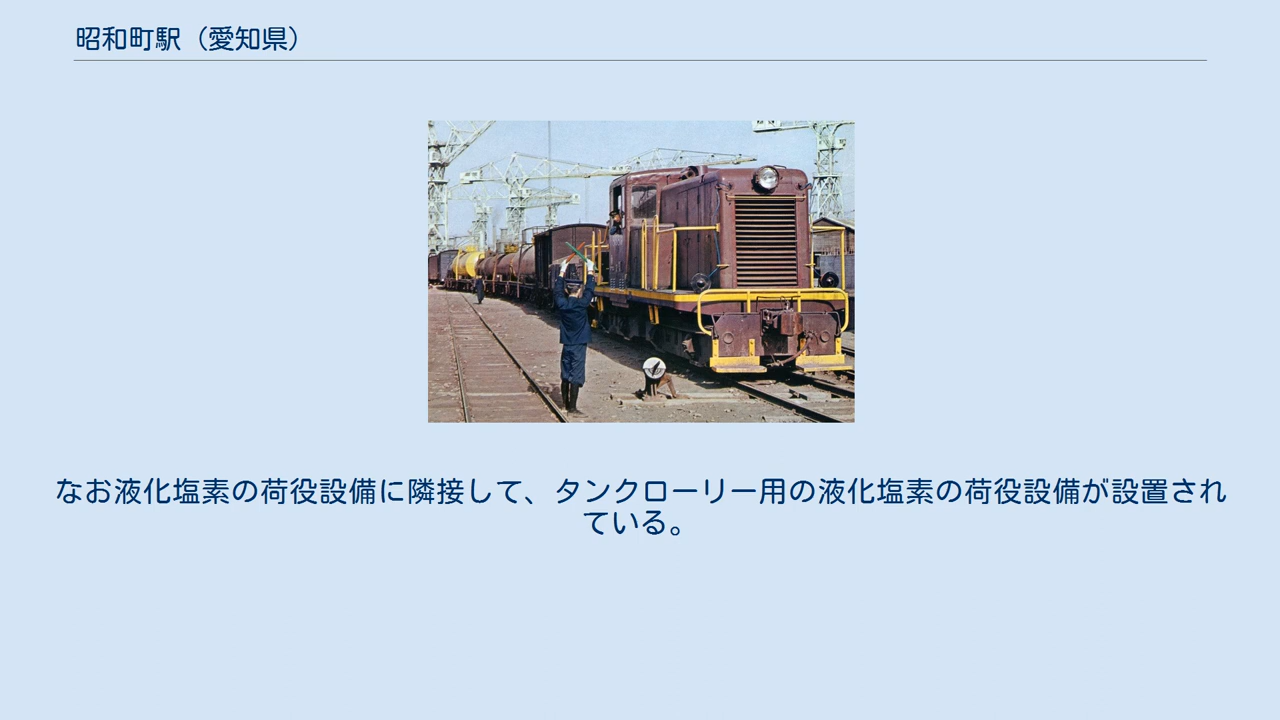 昭和町駅（愛知県）
なお液化塩素の荷役設備に隣接して、タンクローリー用の液化塩素の荷役設備が設置され
ている。